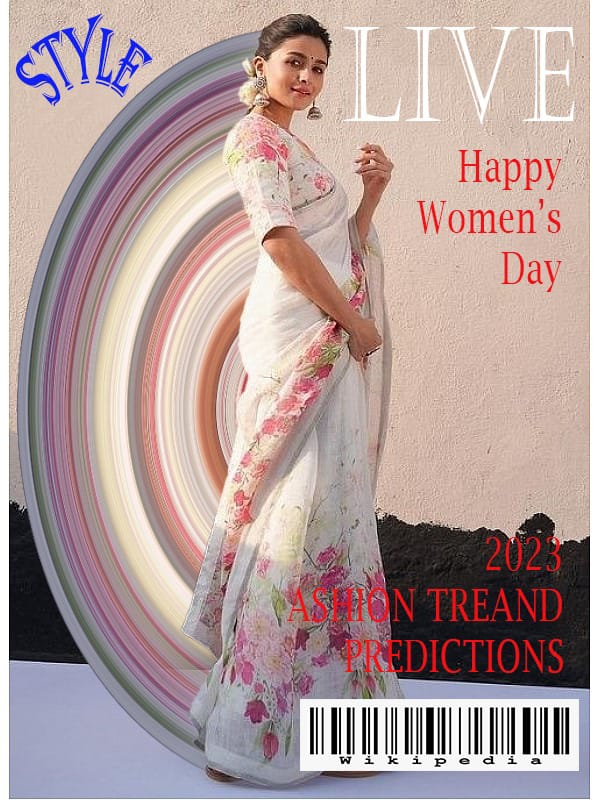 STYLE
LIVE
Happy
Women's
Day
2023
ASHION TREAND
PREDICTIONS
Wikipedia